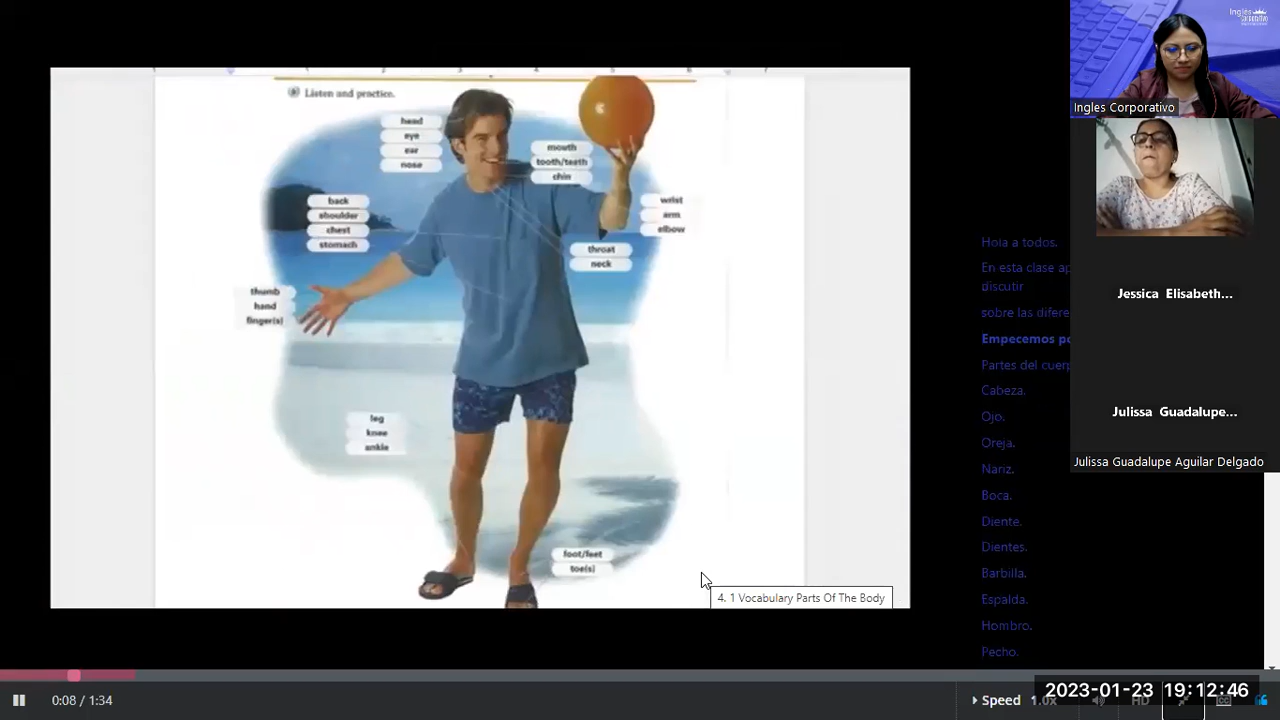 Listen and practice.
head
eye
ear
nose
mouth
tooth/teeth
chin
back
shoulder
chest
stomach
wrist
arm
elbow
throat
neck
thumb
hand
finger(s)
leg
knee
ankle
foot/feet
toe(s)
4. 1 Vocabulary Parts Of The Body
Hola a todos.
En esta clase ap
discutir
sobre las difere
Empecemos p
Partes del cuer
Cabeza.
Ojo.
Oreja.
Nariz.
Boca.
Diente.
Dientes.
Barbilla.
Espalda.
Hombro.
Pecho.
Ingles
Ingles Corporativo
Jessica Elisabeth...
Julissa Guadalupe...
Julissa Guadalupe Aguilar Delgado
0:08 / 1:34
Speed 1.0x
HD
2023-01-23 19:12:46